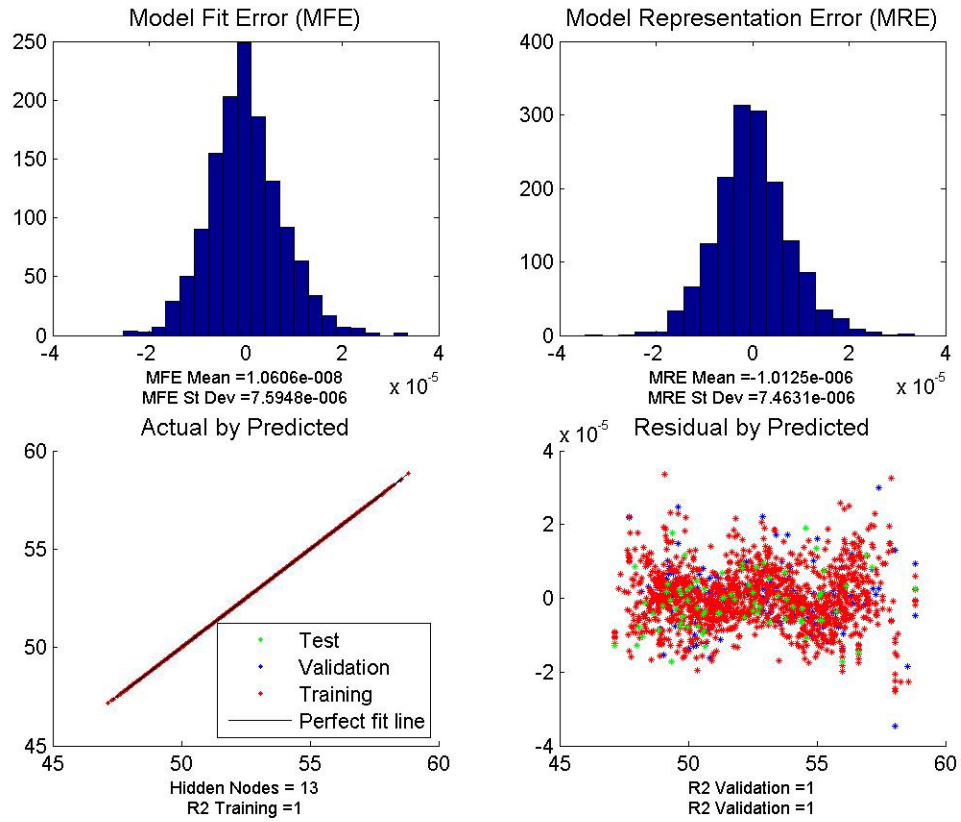 Model Fit Error (MFE)
250
200
150
100
50
0
-4 -2 0 2 4
x 10^-5
MFE Mean =1.0606e-008
MFE St Dev =7.5948e-006
Model Representation Error (MRE)
400
300
200
100
0
-4 -2 0 2 4
x 10^-5
MRE Mean =-1.0125e-006
MRE St Dev =7.4631e-006
Actual by Predicted
60
55
50
45
45 50 55 60
Test
Validation
Training
Perfect fit line
Hidden Nodes = 13
R2 Training =1
Residual by Predicted
x 10^-5
4
2
0
-2
-4
45 50 55 60
R2 Validation =1
R2 Validation =1